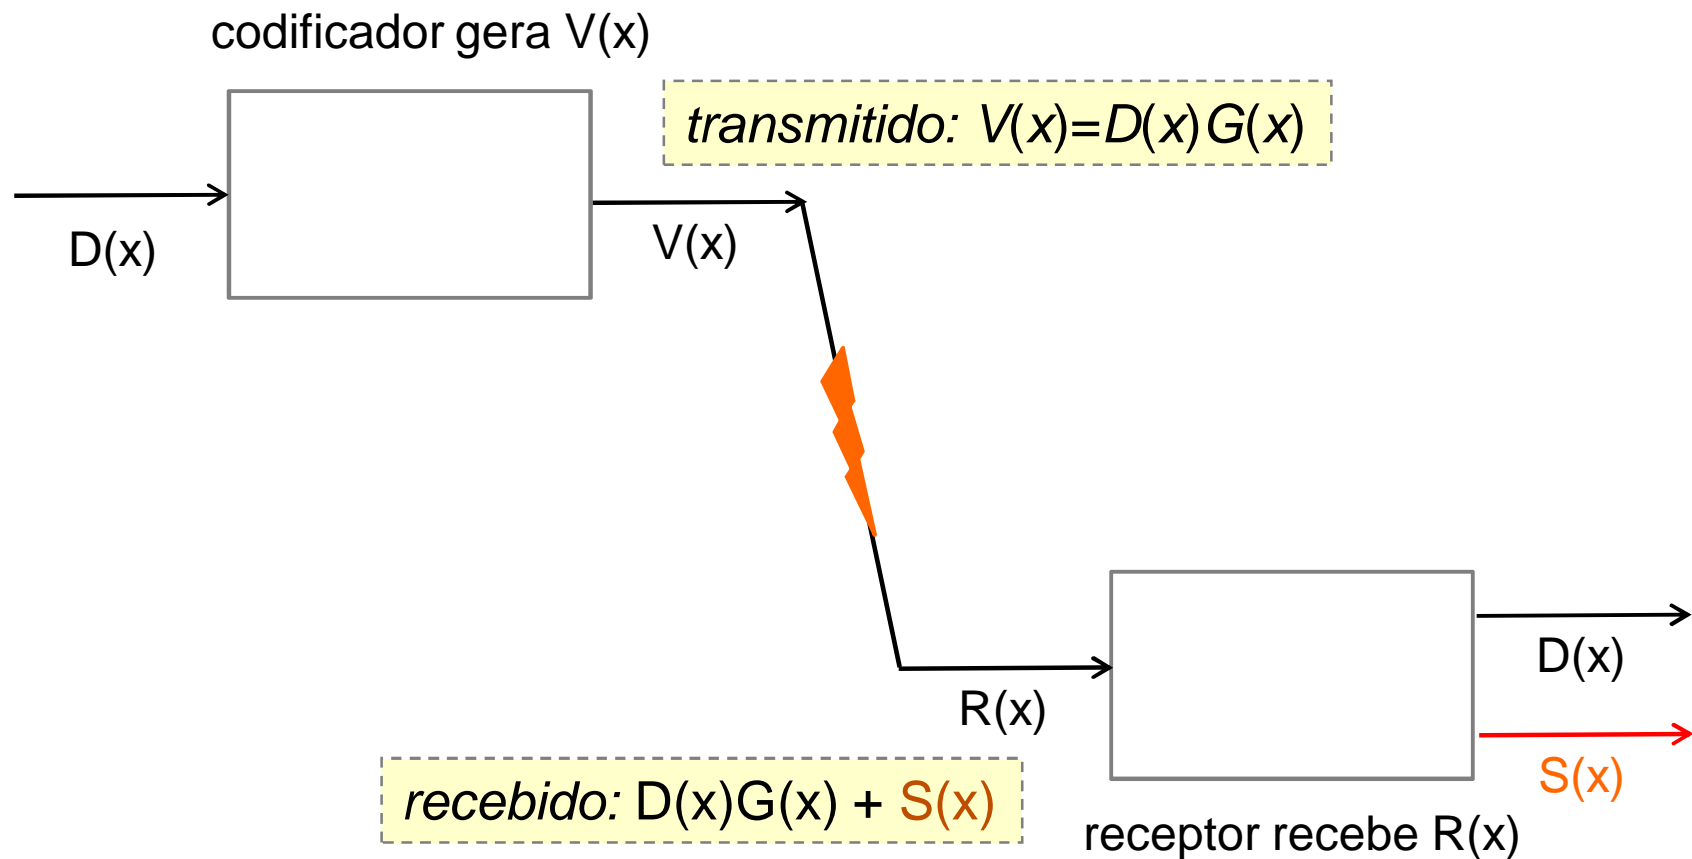 codificador gera V(x)
transmitido: V(x)=D(x)G(x)
D(x)
V(x)
R(x)
D(x)
S(x)
recebido: D(x)G(x) + S(x)
receptor recebe R(x)